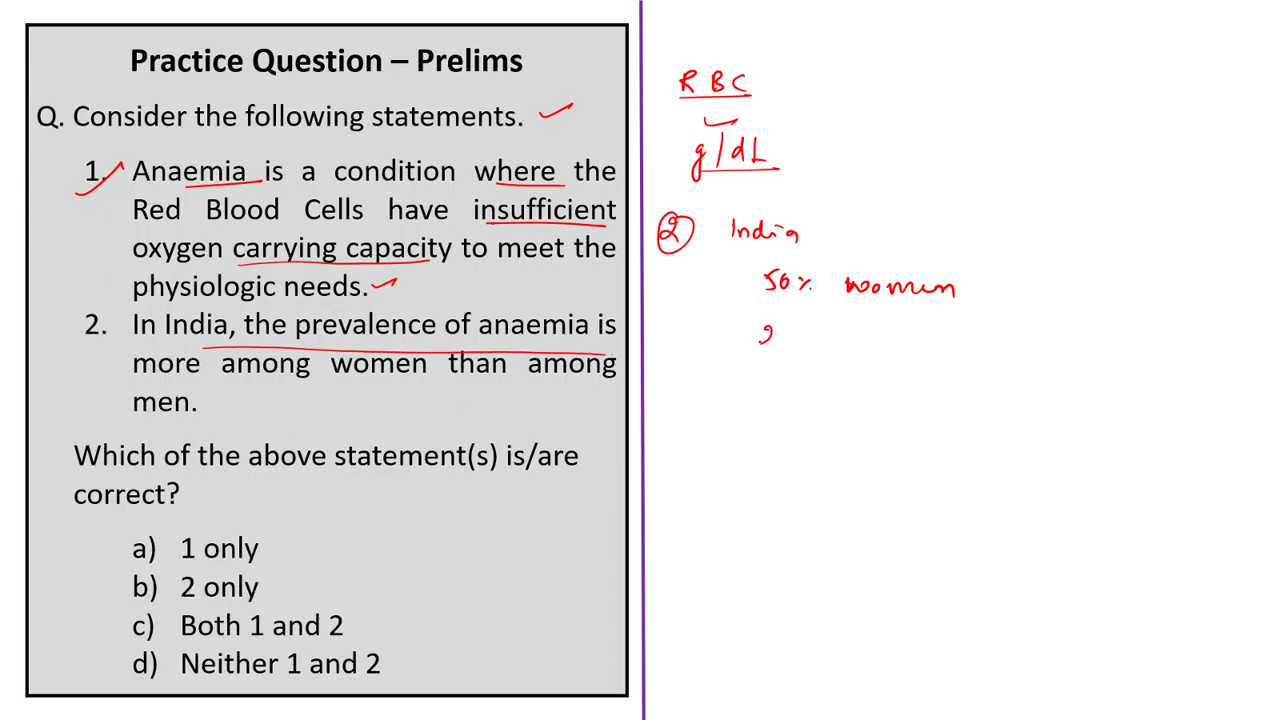 Practice Question – Prelims
Q. Consider the following statements.
1. Anaemia is a condition where the
Red Blood Cells have insufficient
oxygen carrying capacity to meet the
physiologic needs.
2. In India, the prevalence of anaemia is
more among women than among
men.
Which of the above statement(s) is/are
correct?
a) 1 only
b) 2 only
c) Both 1 and 2
d) Neither 1 and 2
RBC
g/dL
2 India
50% women